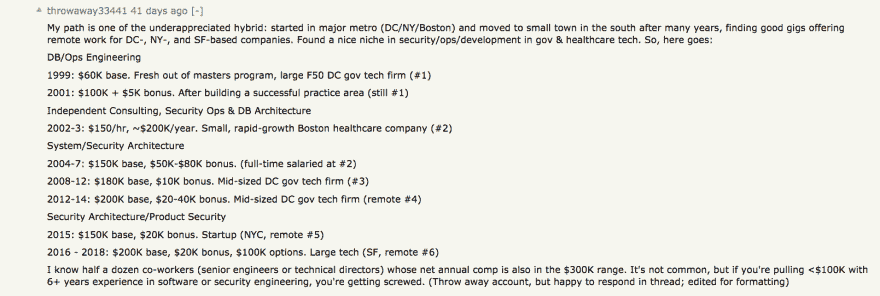 throwaway33441 41 days ago [-]
My path is one of the underappreciated hybrid: started in major metro (DC/NY/Boston) and moved to small town in the south after many years, finding good gigs offering
remote work for DC-, NY-, and SF-based companies. Found a nice niche in security/ops/development in gov & healthcare tech. So, here goes:
DB/Ops Engineering
1999: $60K base. Fresh out of masters program, large F50 DC gov tech firm (#1)
2001: $100K + $5K bonus. After building a successful practice area (still #1)
Independent Consulting, Security Ops & DB Architecture
2002-3: $150/hr, ~$200K/year. Small, rapid-growth Boston healthcare company (#2)
System/Security Architecture
2004-7: $150K base, $50K-$80K bonus. (full-time salaried at #2)
2008-12: $180K base, $10K bonus. Mid-sized DC gov tech firm (#3)
2012-14: $200K base, $20-40K bonus. Mid-sized DC gov tech firm (remote #4)
Security Architecture/Product Security
2015: $150K base, $20K bonus. Startup (NYC, remote #5)
2016 - 2018: $200K base, $20K bonus, $100K options. Large tech (SF, remote #6)
I know half a dozen co-workers (senior engineers or technical directors) whose net annual comp is also in the $300K range. It's not common, but if you're pulling <$100K with
6+ years experience in software or security engineering, you're getting screwed. (Throw away account, but happy to respond in thread; edited for formatting)